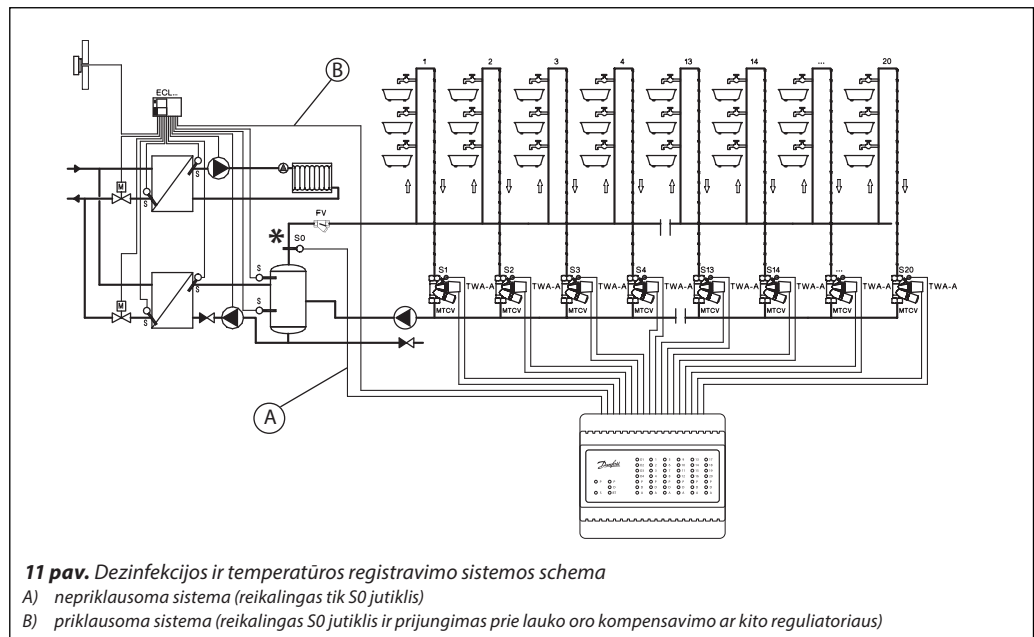 1 2 3 4 13 14 ... 20
B
ECL...
M
S
S
S
FV
* S0
S
S
M
S
S1 S2 S3 S4 S13 S14 ... S20
TWA-A TWA-A TWA-A TWA-A TWA-A TWA-A TWA-A TWA-A
MTCV MTCV MTCV MTCV MTCV MTCV MTCV MTCV
A
Danfoss
11 pav. Dezinfekcijos ir temperatūros registravimo sistemos schema
A) nepriklausoma sistema (reikalingas tik S0 jutiklis)
B) priklausoma sistema (reikalingas S0 jutiklis ir prijungimas prie lauko oro kompensavimo ar kito reguliatoriaus)